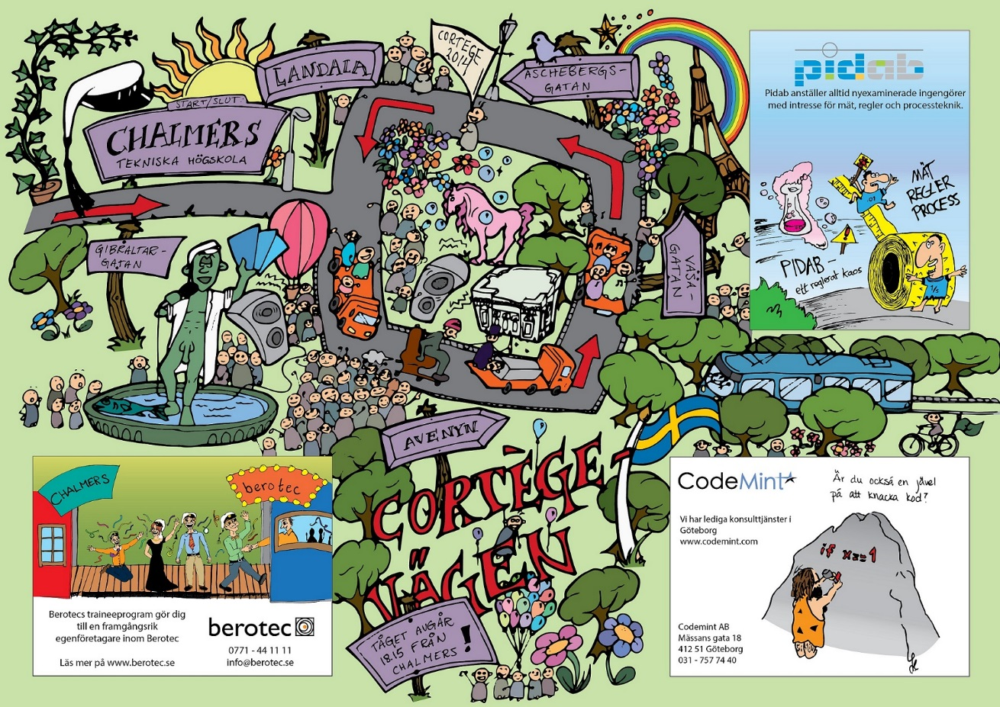 LANDALA
CORTEGE
2014
ASCHEBERGS-
GATAN
START/SLUT:
CHALMERS
TEKNISKA HÖGSKOLA
GIBRALTAR-
GATAN
VASA-
GATAN
AVENYN
CORTÈGE-
VÄGEN
TÅGET AVGÅR
18.15 FRÅN
CHALMERS!
pidab
Pidab anställer alltid nyexaminerade ingengörer
med intresse för mät, regler och processteknik.
MÄT
REGLER
PROCESS
.01
1/s
PIDAB -
ett reglerat kaos
CHALMERS
berotec
Berotecs traineeprogram gör dig
till en framgångsrik
egenföretagare inom Berotec
Läs mer på www.berotec.se
berotec
0771 - 44 11 11
info@berotec.se
CodeMint
Är du också en jävel
på att knacka kod?
Vi har lediga konsulttjänster i
Göteborg
www.codemint.com
if x==1
Codemint AB
Mässans gata 18
412 51 Göteborg
031 - 757 74 40